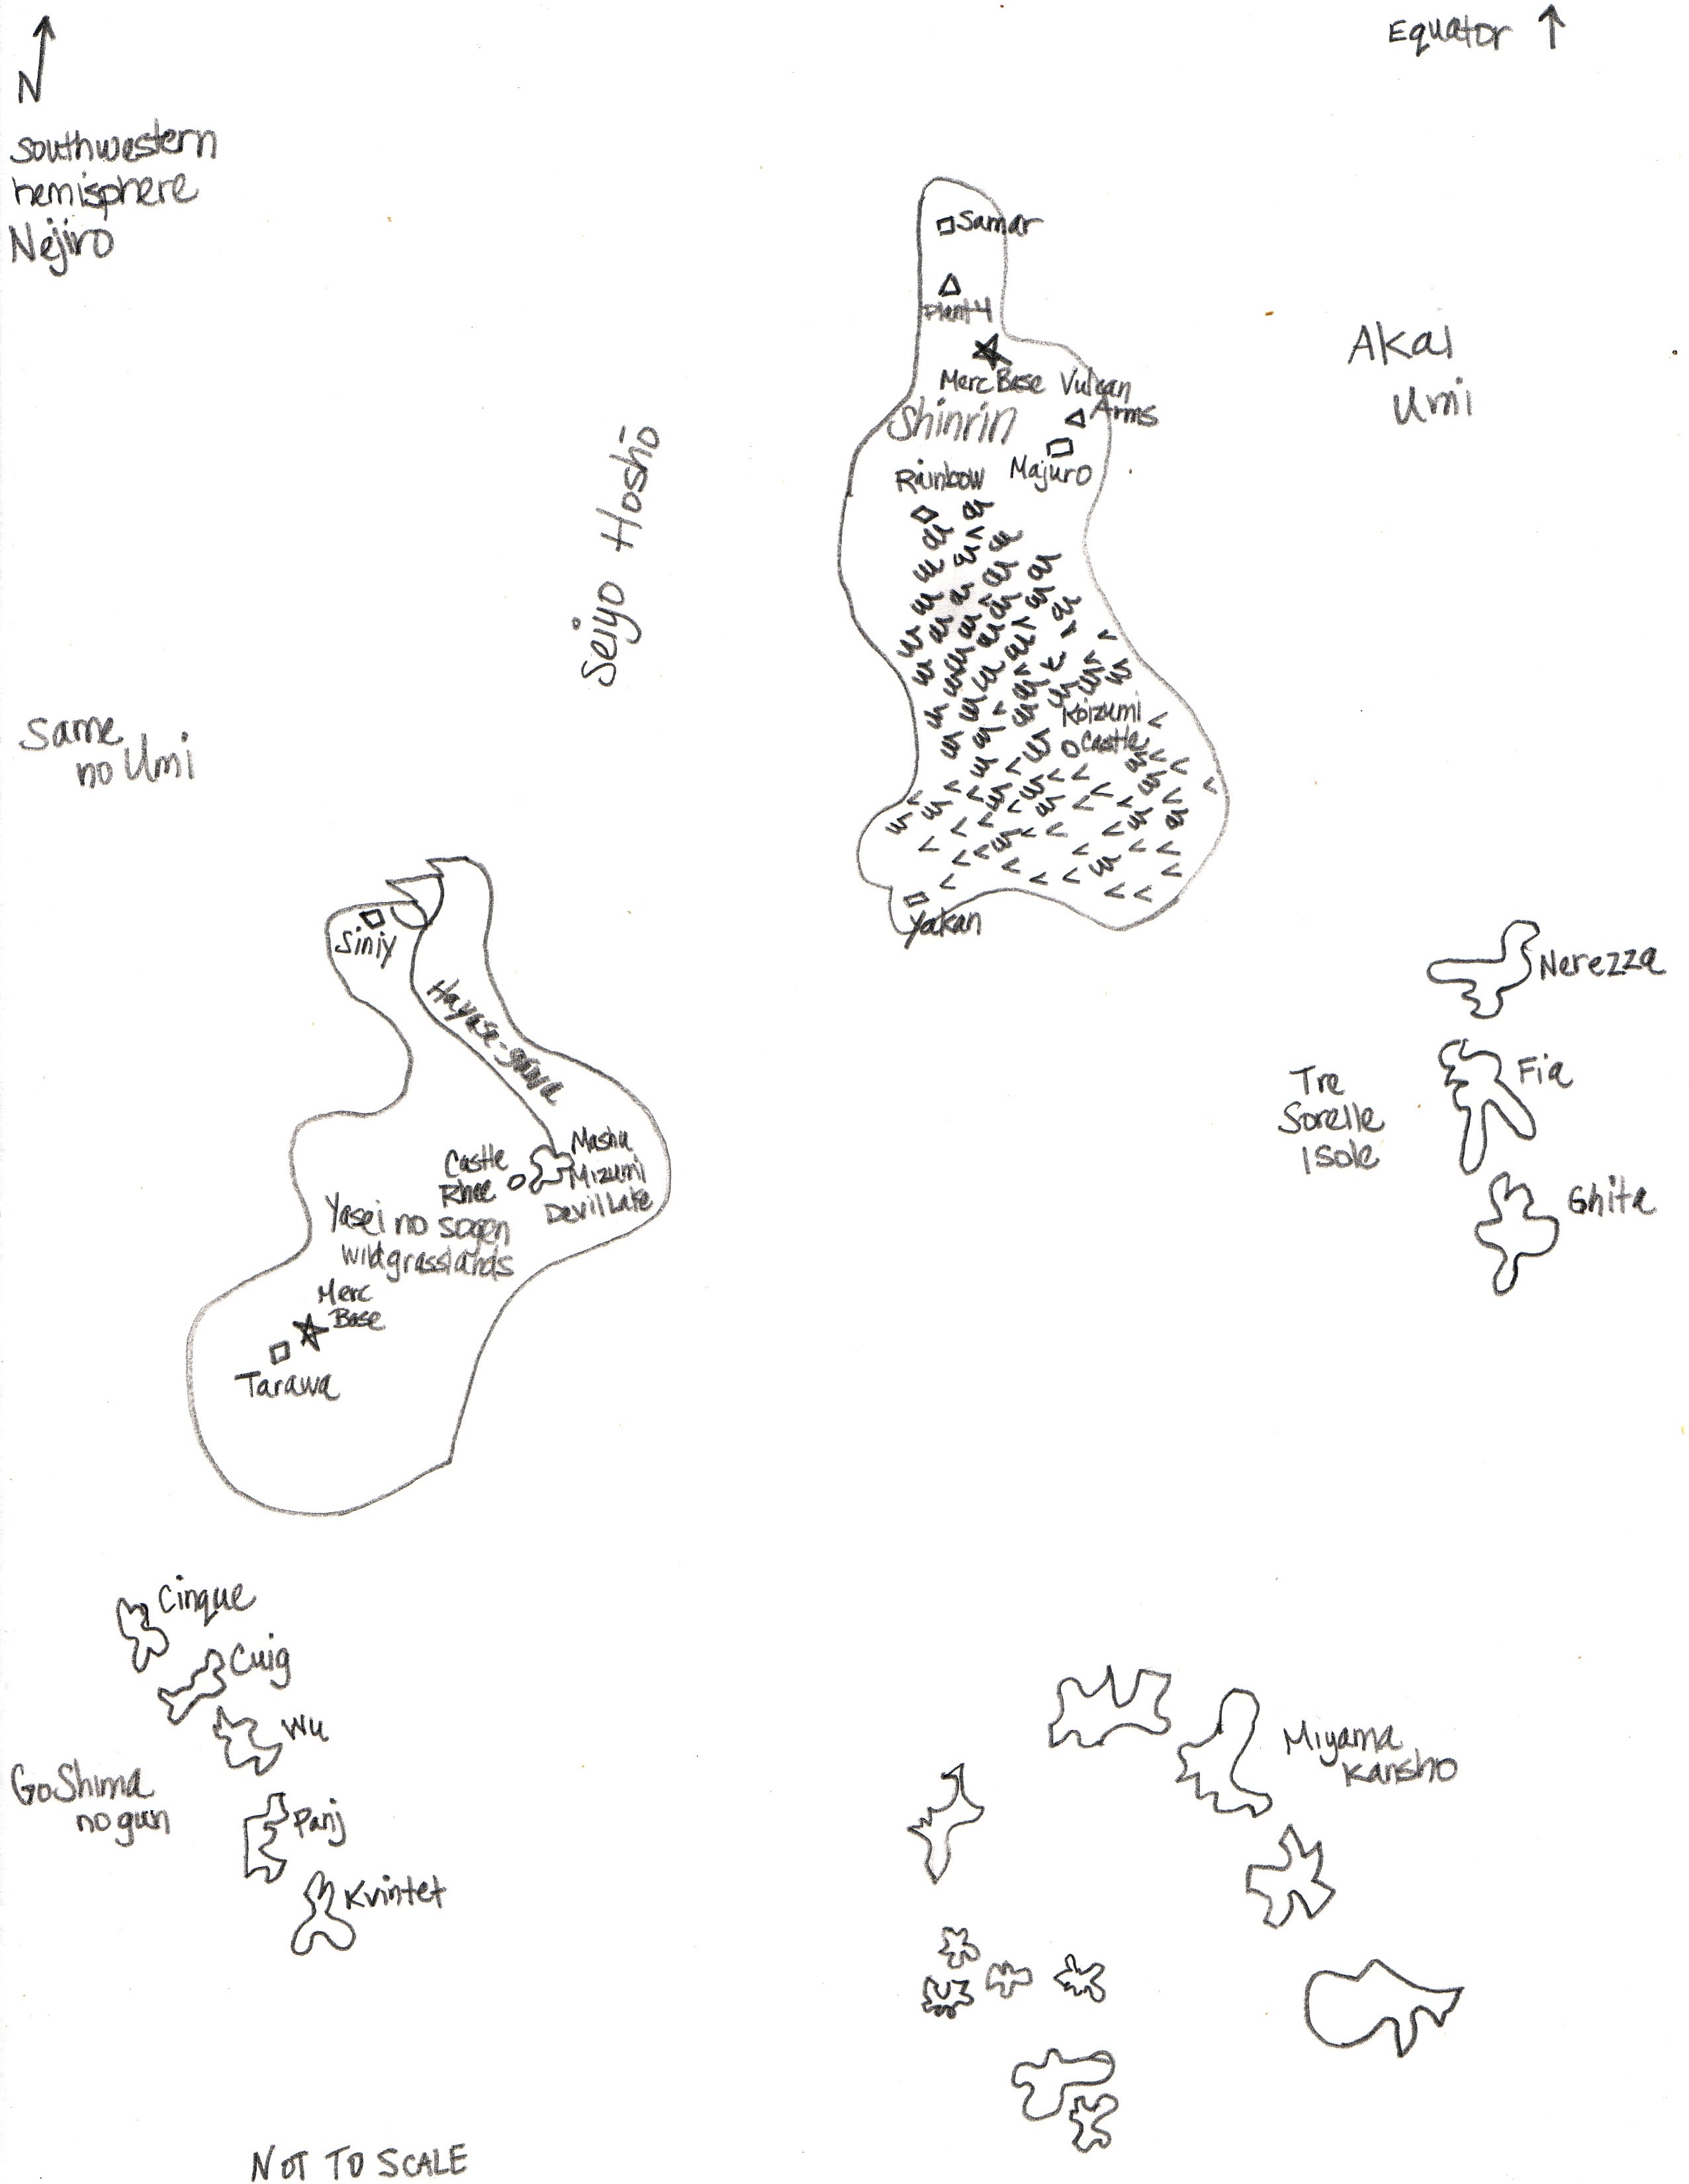 N
Southwestern
hemisphere
Nejiro
Equator
Samar
Plant 4
Merc Base
Vulcan
Arms
Shinrin
Majuro
Rainbow
Akai
Umi
Seiyo Hoshō
Same
no Umi
Koizumi
Castle
Yakan
Siniy
Hayase-gawa
Mashu
Mizumi
Devil Lake
Castle
Rhee
Yasei no sogen
wild grasslands
Merc
Base
Tarawa
Nerezza
Tre
Sorelle
Isole
Fia
Ghita
Cinque
Cuig
Wu
GoShima
no gun
Panj
Kvintet
Miyama
Kansho
NOT TO SCALE